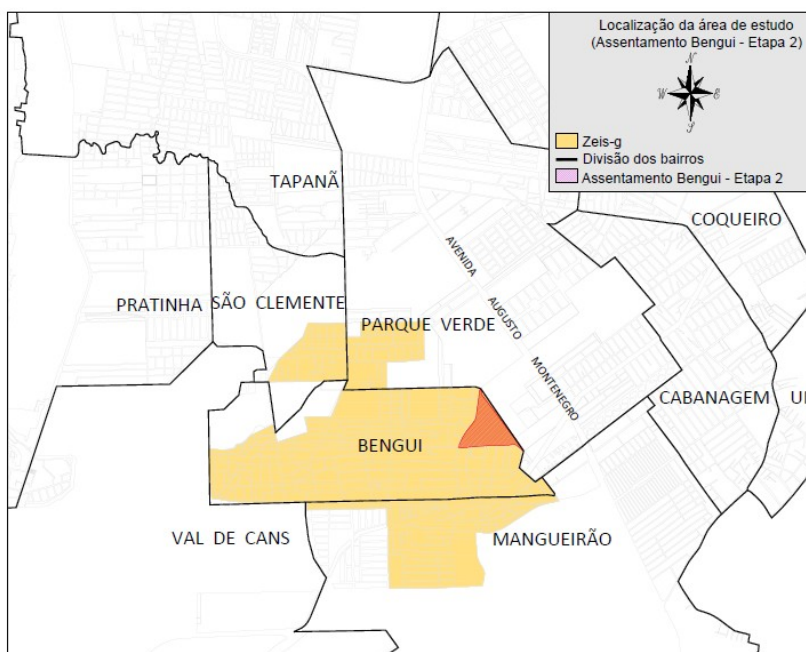 Localização da área de estudo
(Assentamento Bengui - Etapa 2)
N
W
E
S
Zeis-g
Divisão dos bairros
Assentamento Bengui - Etapa 2
TAPANÃ
COQUEIRO
AVENIDA
AUGUSTO
MONTENEGRO
PRATINHA
SÃO CLEMENTE
PARQUE VERDE
CABANAGEM
BENGUI
VAL DE CANS
MANGUEIRÃO